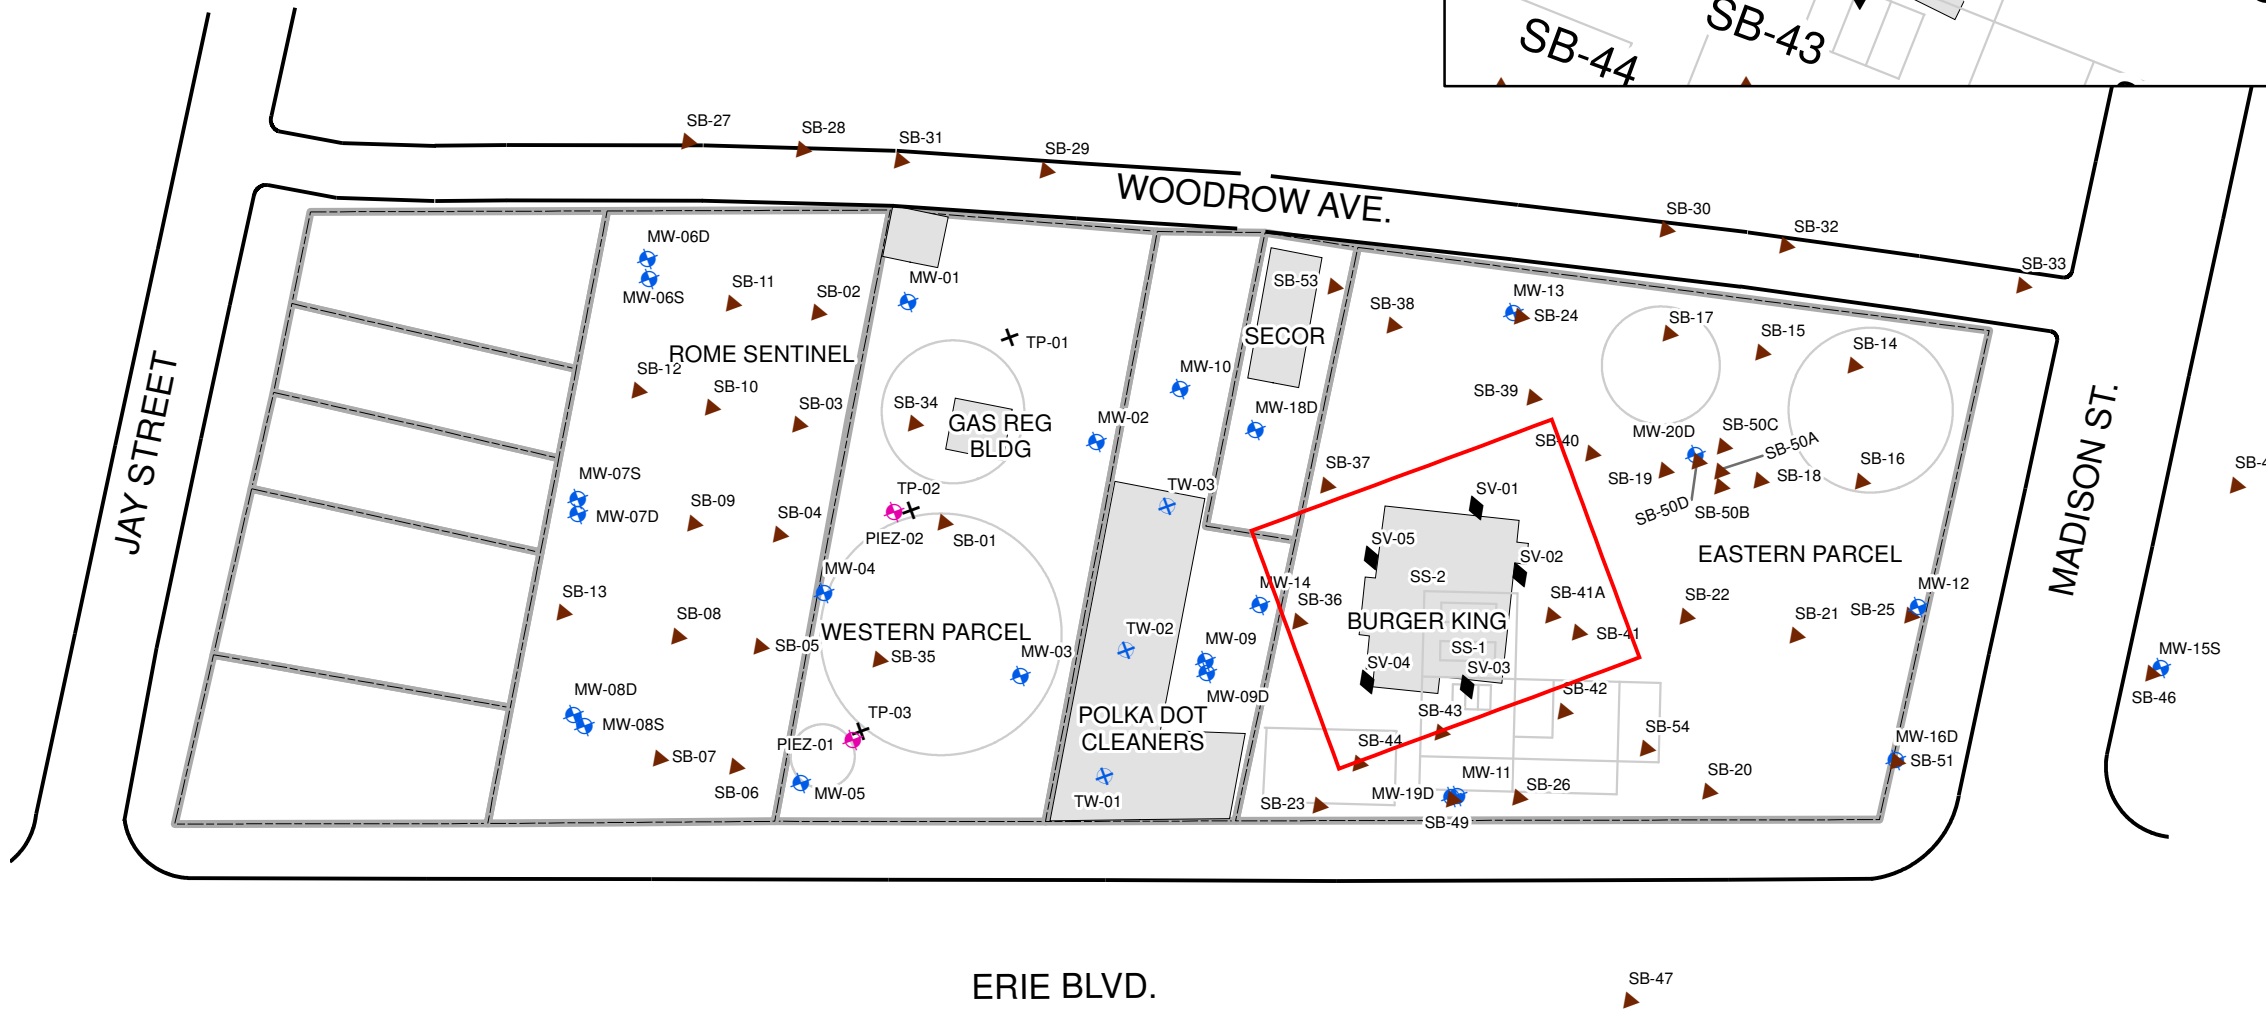 SB-44
SB-43
SB-27
SB-28
SB-31
SB-29
WOODROW AVE.
SB-30
SB-32
SB-33
MW-06D
MW-06S
SB-11
SB-02
MW-01
TP-01
SB-53
SB-38
MW-13
SB-24
SB-17
SB-15
SB-14
ROME SENTINEL
SECOR
SB-12
SB-10
SB-03
SB-34
GAS REG
BLDG
MW-10
MW-02
MW-18D
SB-39
SB-40
MW-20D
SB-50C
SB-50A
SB-19
SB-18
SB-16
SB-50D
SB-50B
SB-4
JAY STREET
MADISON ST.
MW-07S
MW-07D
SB-09
SB-04
TP-02
PIEZ-02
SB-01
TW-03
SB-37
SV-01
SV-05
SV-02
SS-2
EASTERN PARCEL
MW-04
MW-14
SB-36
SB-41A
SB-41
BURGER KING
SS-1
SV-04
SV-03
SB-22
SB-21
SB-25
MW-12
SB-13
SB-08
SB-05
WESTERN PARCEL
SB-35
MW-03
TW-02
MW-09
MW-09D
MW-15S
SB-46
MW-08D
MW-08S
SB-07
SB-06
TP-03
PIEZ-01
MW-05
POLKA DOT
CLEANERS
TW-01
SB-42
SB-43
SB-44
SB-54
MW-16D
SB-51
SB-23
MW-19D
MW-11
SB-49
SB-26
SB-20
ERIE BLVD.
SB-47